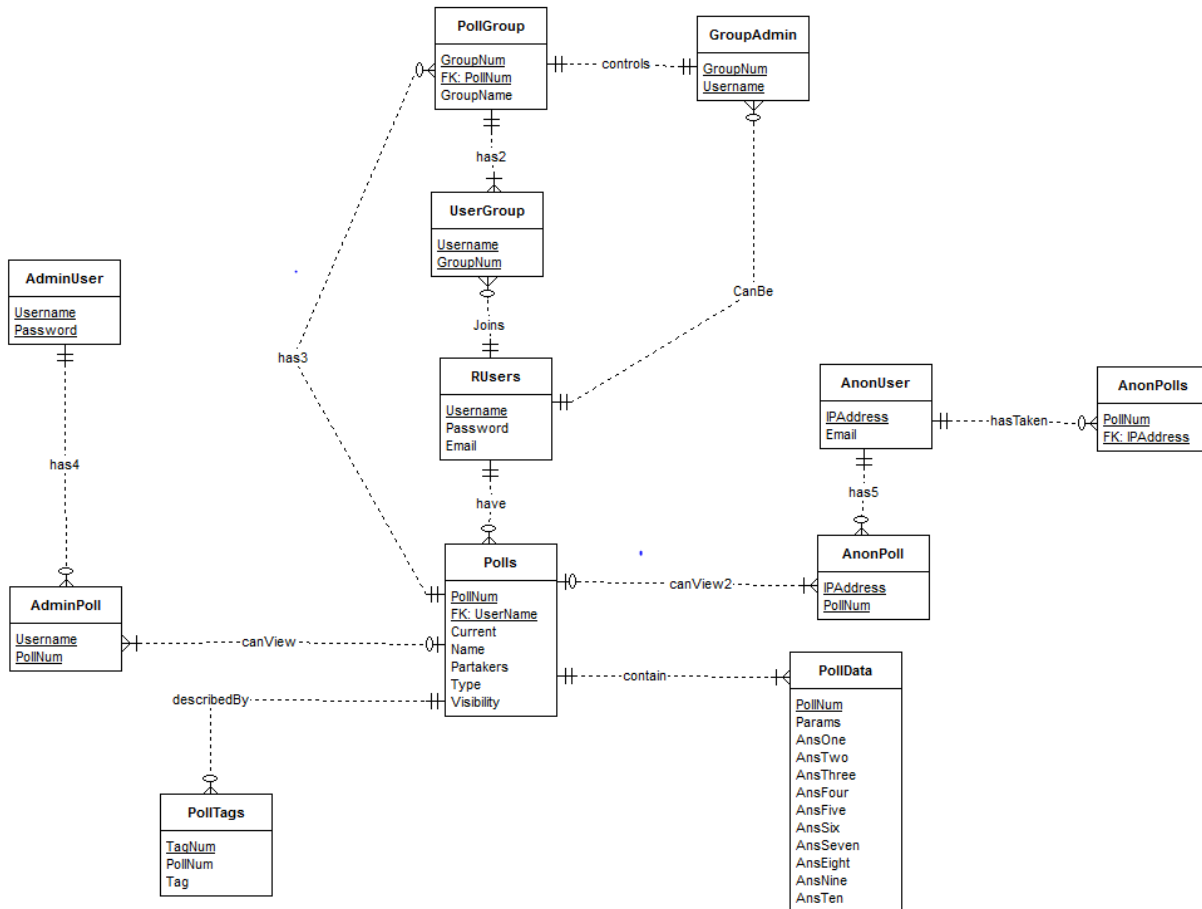 PollGroup
GroupNum
FK: PollNum
GroupName
controls
GroupAdmin
GroupNum
Username
has2
UserGroup
Username
GroupNum
AdminUser
Username
Password
CanBe
Joins
has3
RUsers
Username
Password
Email
AnonUser
IPAddress
Email
hasTaken
AnonPolls
PollNum
FK: IPAddress
has4
have
has5
Polls
PollNum
FK: UserName
Current
Name
Partakers
Type
Visibility
canView2
AnonPoll
IPAddress
PollNum
AdminPoll
Username
PollNum
canView
contain
PollData
PollNum
Params
AnsOne
AnsTwo
AnsThree
AnsFour
AnsFive
AnsSix
AnsSeven
AnsEight
AnsNine
AnsTen
describedBy
PollTags
TagNum
PollNum
Tag